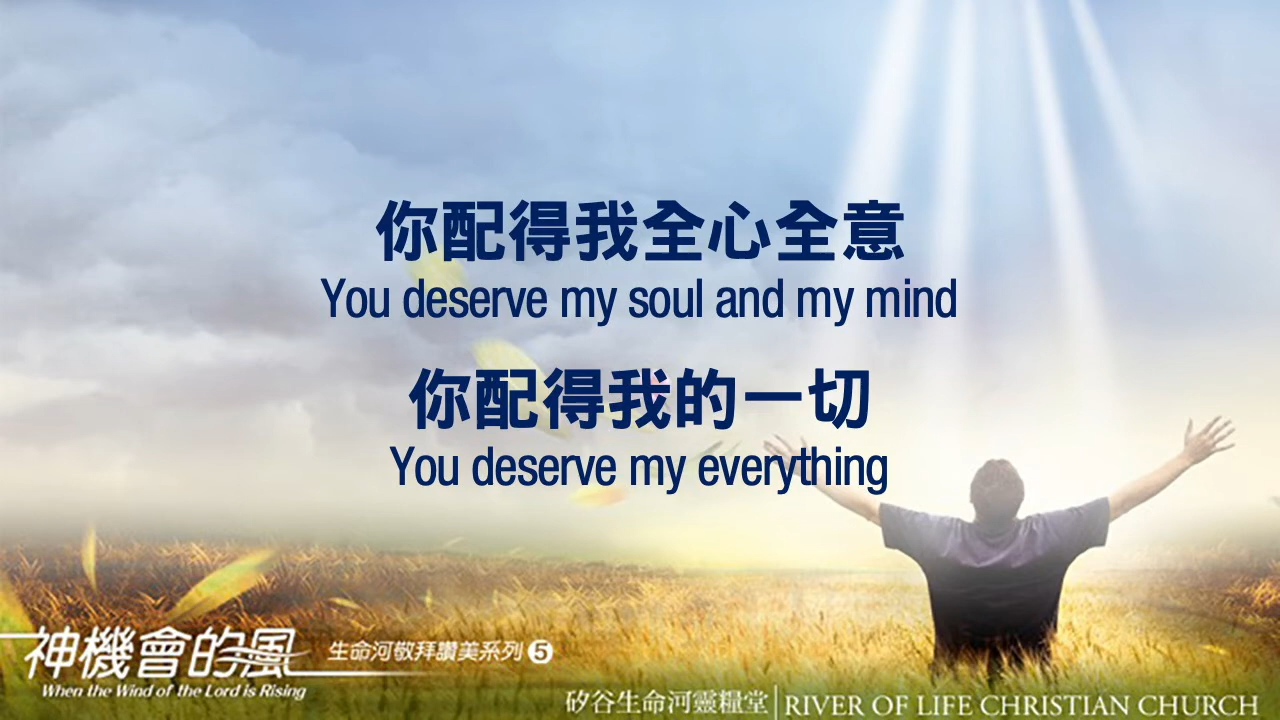 你配得我全心全意
You deserve my soul and my mind
你配得我的一切
You deserve my everything
神機會的風
When the Wind of the Lord is Rising
生命河敬拜讚美系列 5
矽谷生命河靈糧堂 | RIVER OF LIFE CHRISTIAN CHURCH